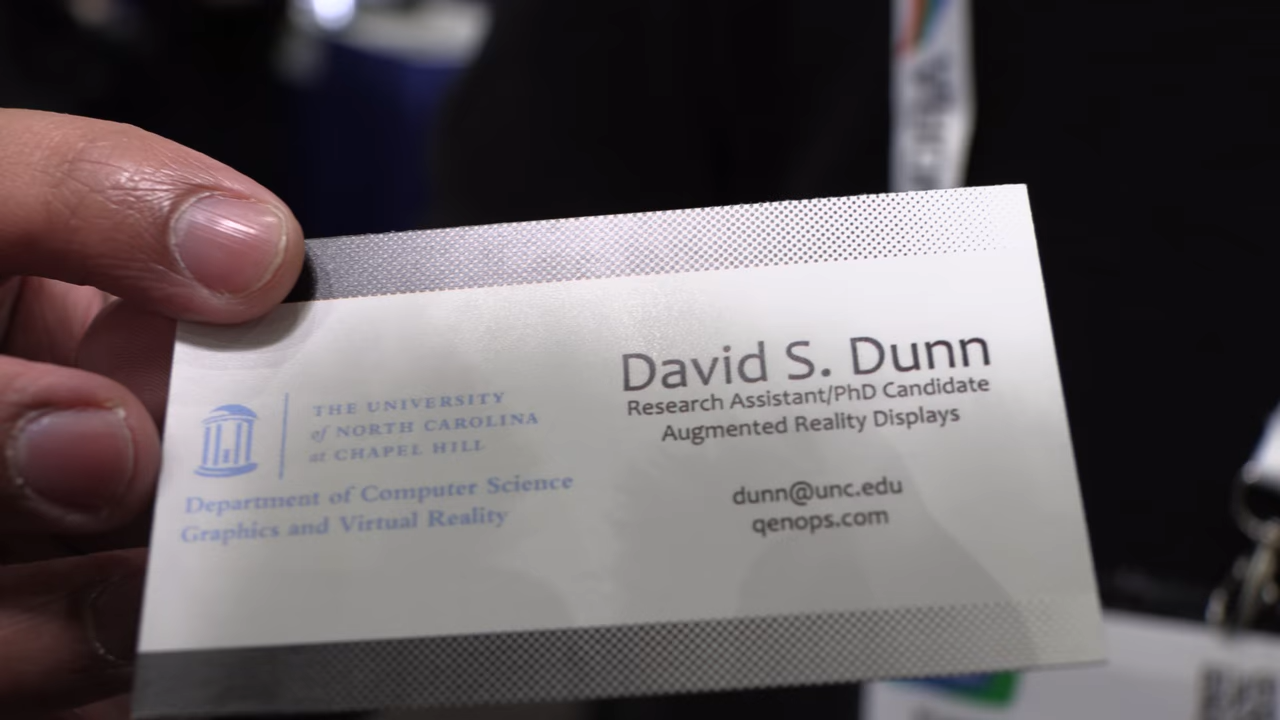 THE UNIVERSITY
of NORTH CAROLINA
at CHAPEL HILL
Department of Computer Science
Graphics and Virtual Reality
David S. Dunn
Research Assistant/PhD Candidate
Augmented Reality Displays
dunn@unc.edu
qenops.com